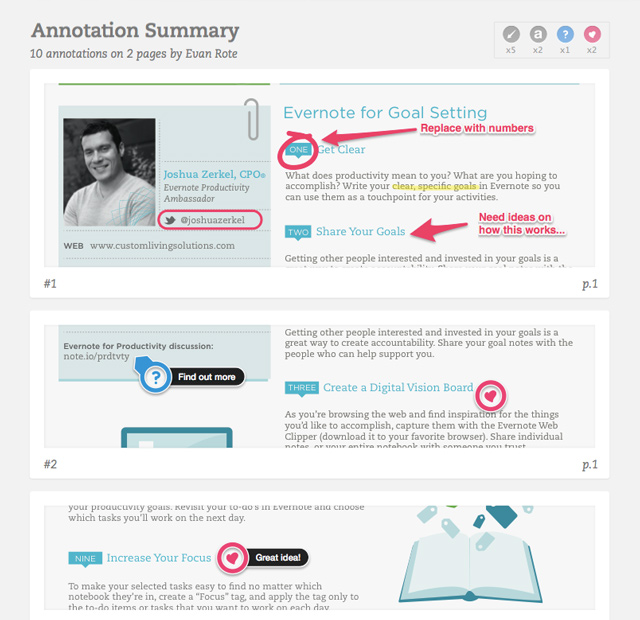 Annotation Summary
10 annotations on 2 pages by Evan Rote
x5
a
x2
?
x1
x2
Joshua Zerkel, CPO®
Evernote Productivity
Ambassador
@joshuazerkel
WEB www.customlivingsolutions.com
Evernote for Goal Setting
Replace with numbers
ONE Get Clear
What does productivity mean to you? What are you hoping to
accomplish? Write your clear, specific goals in Evernote so you
can use them as a touchpoint for your activities.
TWO Share Your Goals
Need ideas on
how this works...
Getting other people interested and invested in your goals is a
#1
p.1
Evernote for Productivity discussion:
note.io/prdtvty
?
Find out more
Getting other people interested and invested in your goals is a
great way to create accountability. Share your goal notes with the
people who can help support you.
THREE Create a Digital Vision Board
As you’re browsing the web and find inspiration for the things
you’d like to accomplish, capture them with the Evernote Web
Clipper (download it to your favorite browser). Share individual
notes, or your entire notebook with someone you trust
#2
p.1
your productivity goals. Revisit your to-do's in Evernote and choose
which tasks you’ll work on the next day.
NINE Increase Your Focus
Great idea!
To make your selected tasks easy to find no matter which
notebook they’re in, create a “Focus” tag, and apply the tag only to
the to-do items or tasks that you want to work on each day.